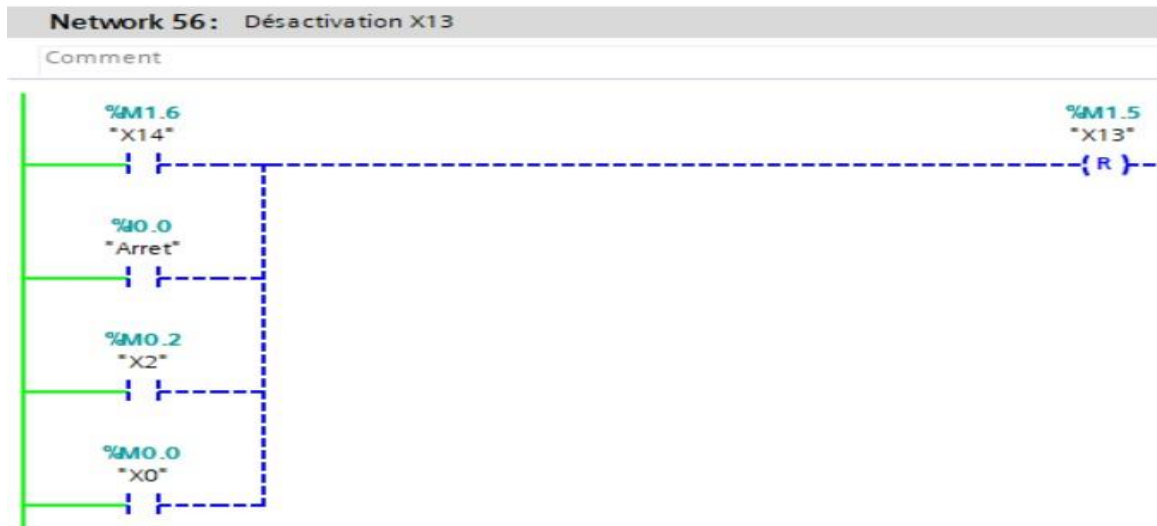 Network 56: Désactivation X13
Comment
%M1.6
"X14"
%M1.5
"X13"
( R )
%I0.0
"Arret"
%M0.2
"X2"
%M0.0
"X0"